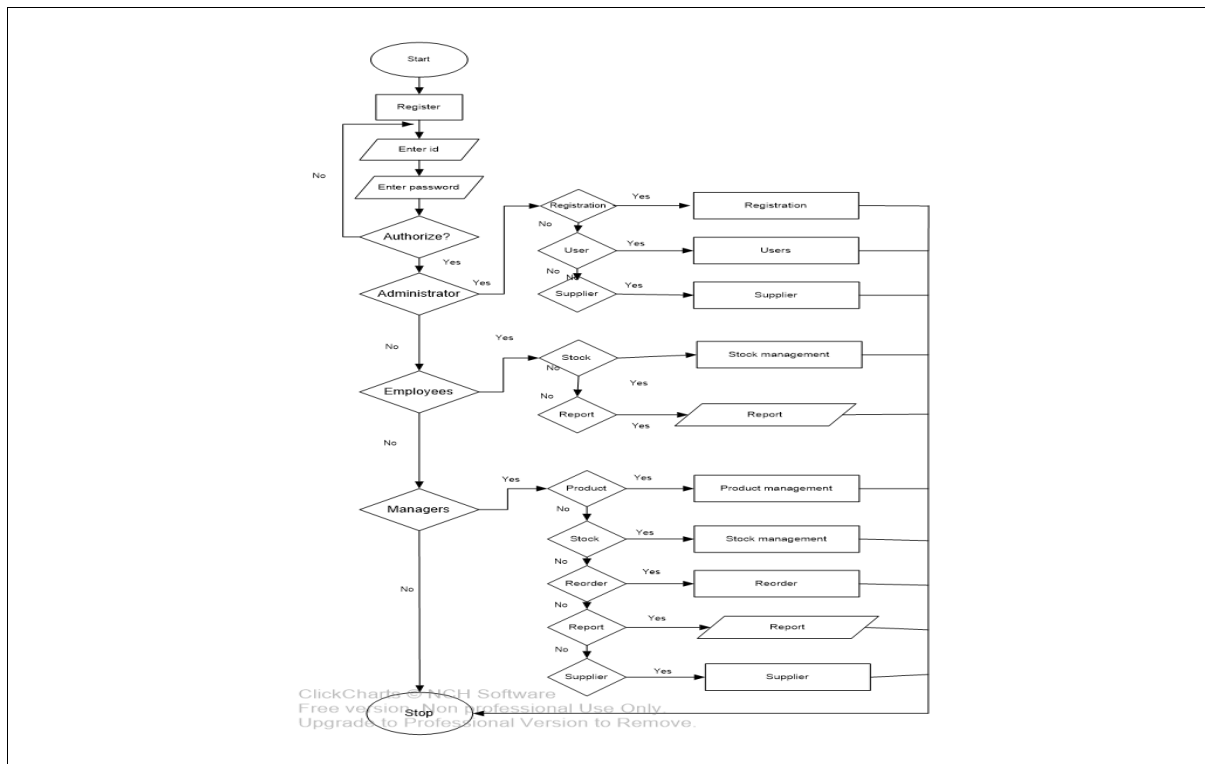 Start
Register
Enter id
No
Enter password
Authorize?
Yes
Administrator
Yes
No
Employees
Yes
No
Managers
Yes
No
Registration
Yes
Registration
No
User
Yes
Users
No
No
Supplier
Yes
Supplier
Stock
Stock management
No
Yes
No
Report
Yes
Report
Product
Yes
Product management
No
Stock
Yes
Stock management
No
Reorder
Yes
Reorder
No
Report
Yes
Report
No
Supplier
Yes
Supplier
Stop
ClickCharts © NCH Software
Free version. Non professional Use Only.
Upgrade to Professional Version to Remove.